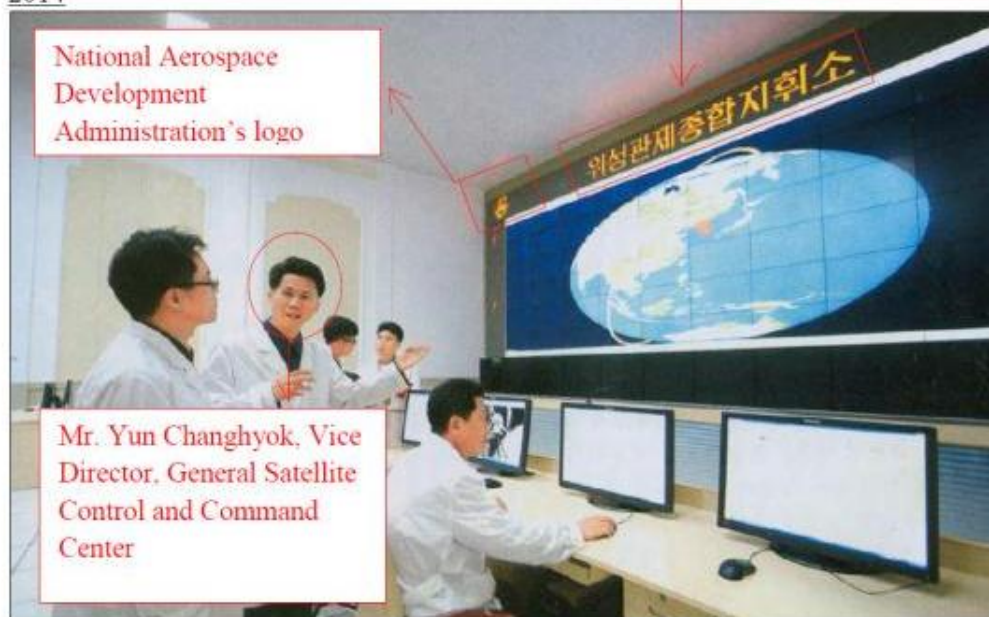 National Aerospace
Development
Administration's logo
위성관제종합지휘소
Mr. Yun Changhyok, Vice
Director, General Satellite
Control and Command
Center